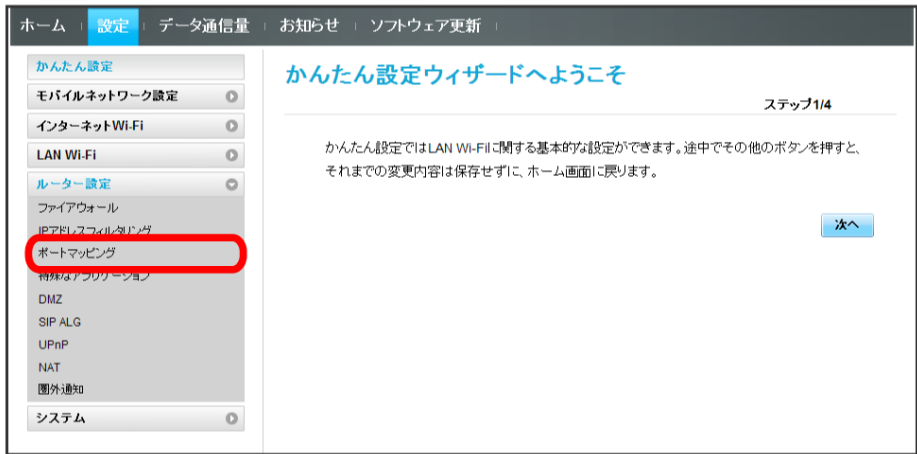 ホーム 設定 データ通信量 お知らせ ソフトウェア更新
かんたん設定
モバイルネットワーク設定
インターネットWi-Fi
LAN Wi-Fi
ルーター設定
ファイアウォール
IPアドレスフィルタリング
ポートマッピング
特殊なアプリケーション
DMZ
SIP ALG
UPnP
NAT
圏外通知
システム
かんたん設定ウィザードへようこそ
ステップ1/4
かんたん設定ではLAN Wi-Fiに関する基本的な設定ができます。途中でその他のボタンを押すと、
それまでの変更内容は保存せずに、ホーム画面に戻ります。
次へ